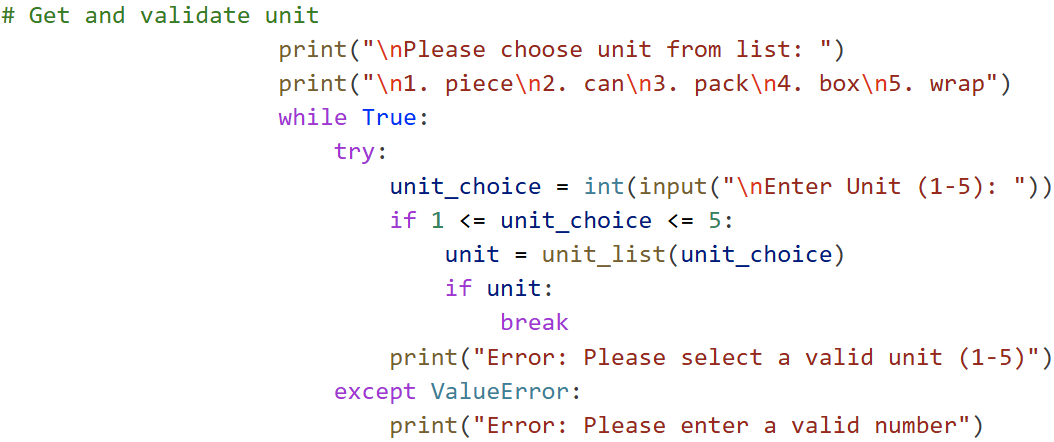 # Get and validate unit
print("\nPlease choose unit from list: ")
print("\n1. piece\n2. can\n3. pack\n4. box\n5. wrap")
while True:
try:
unit_choice = int(input("\nEnter Unit (1-5): "))
if 1 <= unit_choice <= 5:
unit = unit_list(unit_choice)
if unit:
break
print("Error: Please select a valid unit (1-5)")
except ValueError:
print("Error: Please enter a valid number")